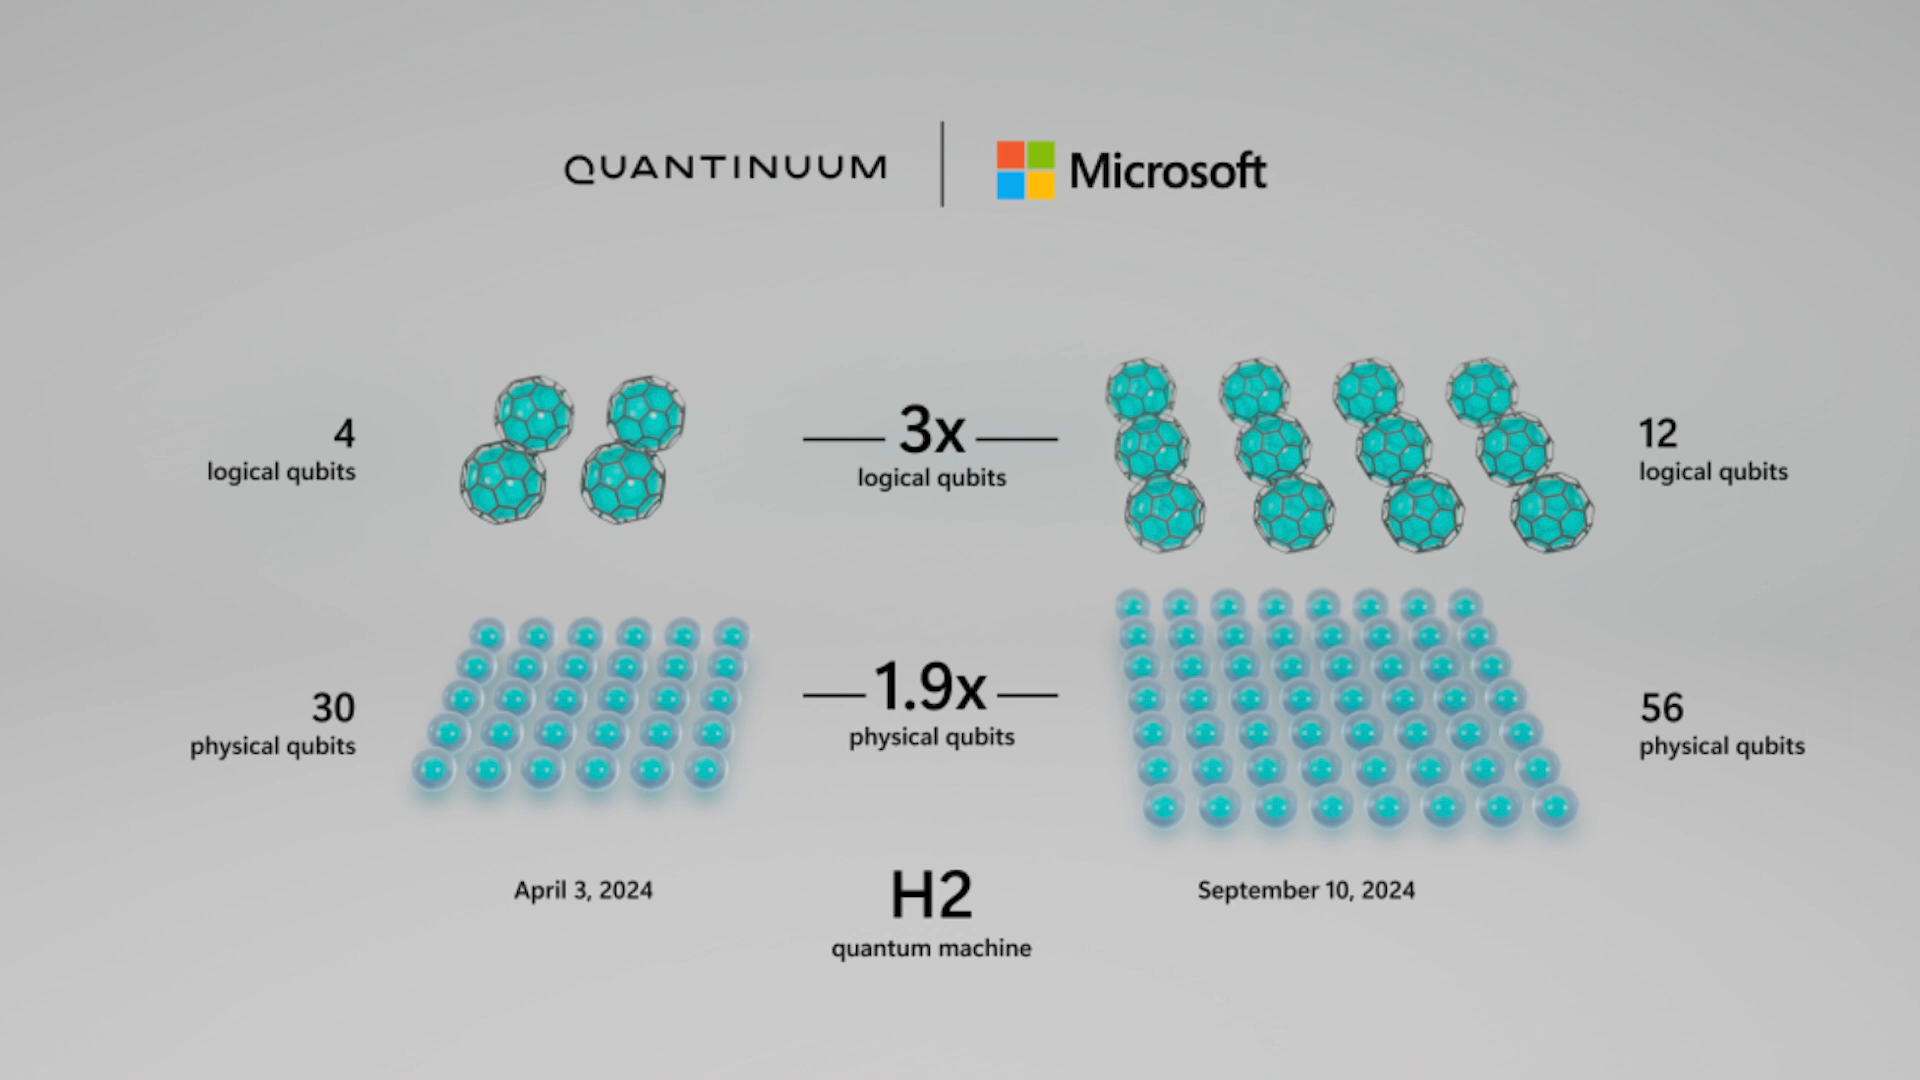 QUANTINUUM
Microsoft
4
logical qubits
3x
logical qubits
12
logical qubits
30
physical qubits
1.9x
physical qubits
56
physical qubits
April 3, 2024
H2
quantum machine
September 10, 2024